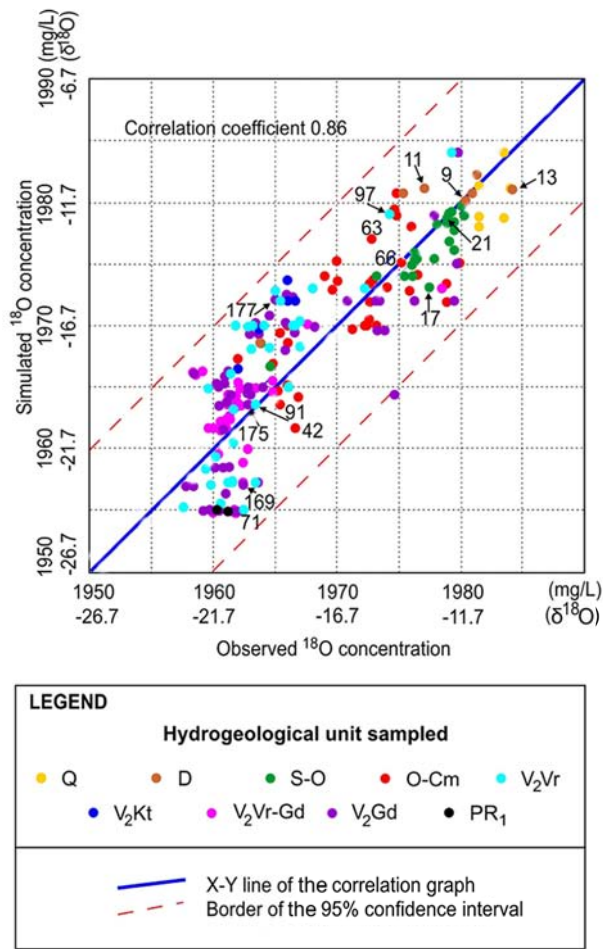 Simulated ¹⁸O concentration
(mg/L)
(δ¹⁸O)
1990
-6.7
1980
-11.7
1970
-16.7
1960
-21.7
1950
-26.7
Correlation coefficient 0.86
11
9
13
97
63
21
66
17
177
91
175
42
169
71
1950 1960 1970 1980 (mg/L)
-26.7 -21.7 -16.7 -11.7 (δ¹⁸O)
Observed ¹⁸O concentration
LEGEND
Hydrogeological unit sampled
Q D S-O O-Cm V₂Vr
V₂Kt V₂Vr-Gd V₂Gd PR₁
X-Y line of the correlation graph
Border of the 95% confidence interval